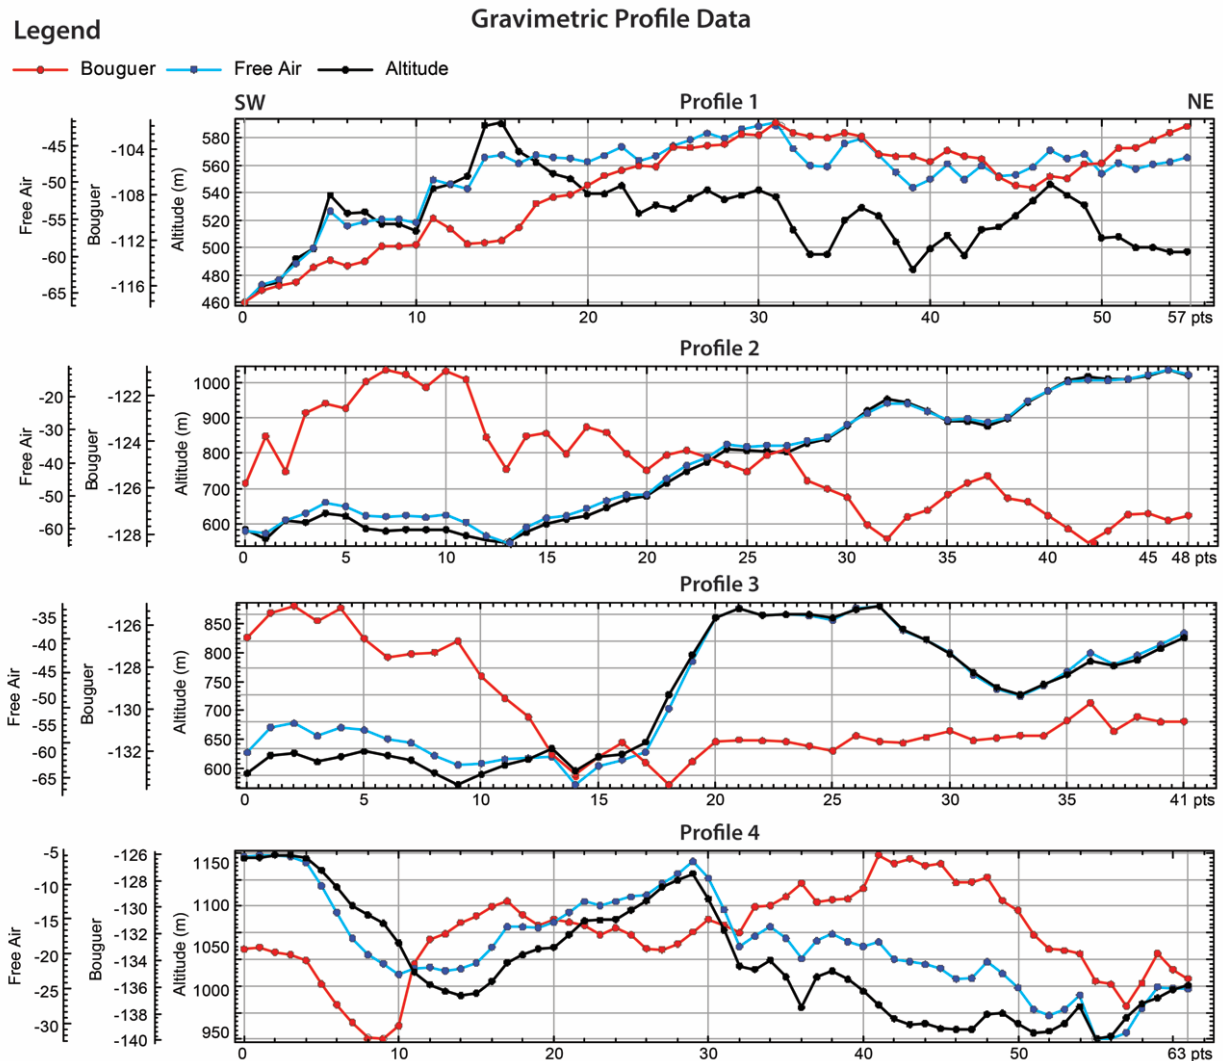 Gravimetric Profile Data
Legend
Bouguer Free Air Altitude
SW Profile 1 NE
Free Air
-45
-50
-55
-60
-65
Bouguer
-104
-108
-112
-116
Altitude (m)
580
560
540
520
500
480
460
0 10 20 30 40 50 57 pts
Profile 2
Free Air
-20
-30
-40
-50
-60
Bouguer
-122
-124
-126
-128
Altitude (m)
1000
900
800
700
600
0 5 10 15 20 25 30 35 40 45 48 pts
Profile 3
Free Air
-35
-40
-45
-50
-55
-60
-65
Bouguer
-126
-128
-130
-132
Altitude (m)
850
800
750
700
650
600
0 5 10 15 20 25 30 35 41 pts
Profile 4
Free Air
-5
-10
-15
-20
-25
-30
Bouguer
-126
-128
-130
-132
-134
-136
-138
-140
Altitude (m)
1150
1100
1050
1000
950
0 10 20 30 40 50 63 pts